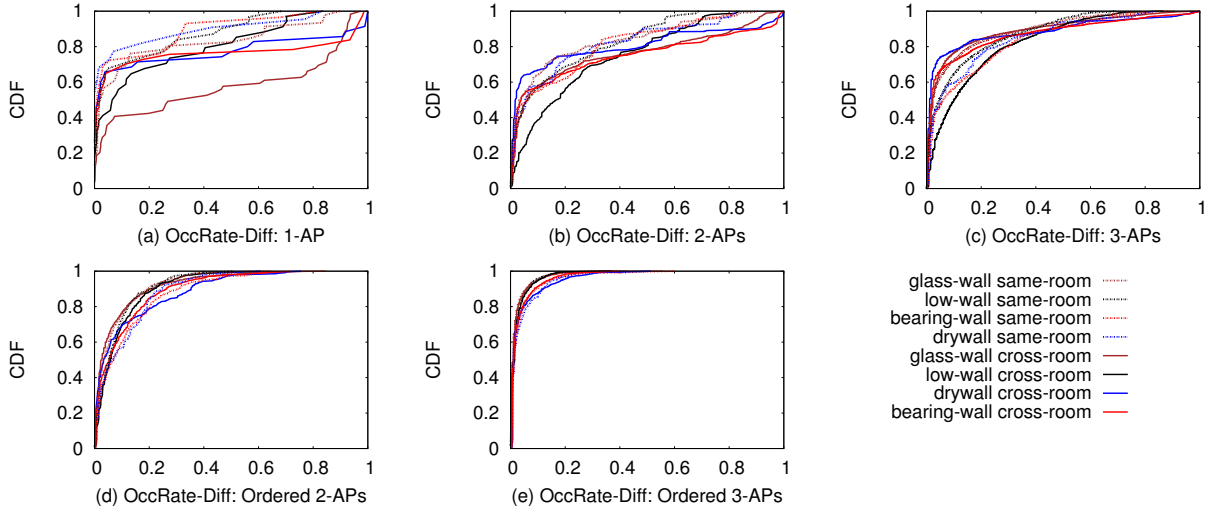 CDF
1
0.8
0.6
0.4
0.2
0
0 0.2 0.4 0.6 0.8 1
(a) OccRate-Diff: 1-AP
CDF
1
0.8
0.6
0.4
0.2
0
0 0.2 0.4 0.6 0.8 1
(b) OccRate-Diff: 2-APs
CDF
1
0.8
0.6
0.4
0.2
0
0 0.2 0.4 0.6 0.8 1
(c) OccRate-Diff: 3-APs
CDF
1
0.8
0.6
0.4
0.2
0
0 0.2 0.4 0.6 0.8 1
(d) OccRate-Diff: Ordered 2-APs
CDF
1
0.8
0.6
0.4
0.2
0
0 0.2 0.4 0.6 0.8 1
(e) OccRate-Diff: Ordered 3-APs
glass-wall same-room
low-wall same-room
bearing-wall same-room
drywall same-room
glass-wall cross-room
low-wall cross-room
drywall cross-room
bearing-wall cross-room